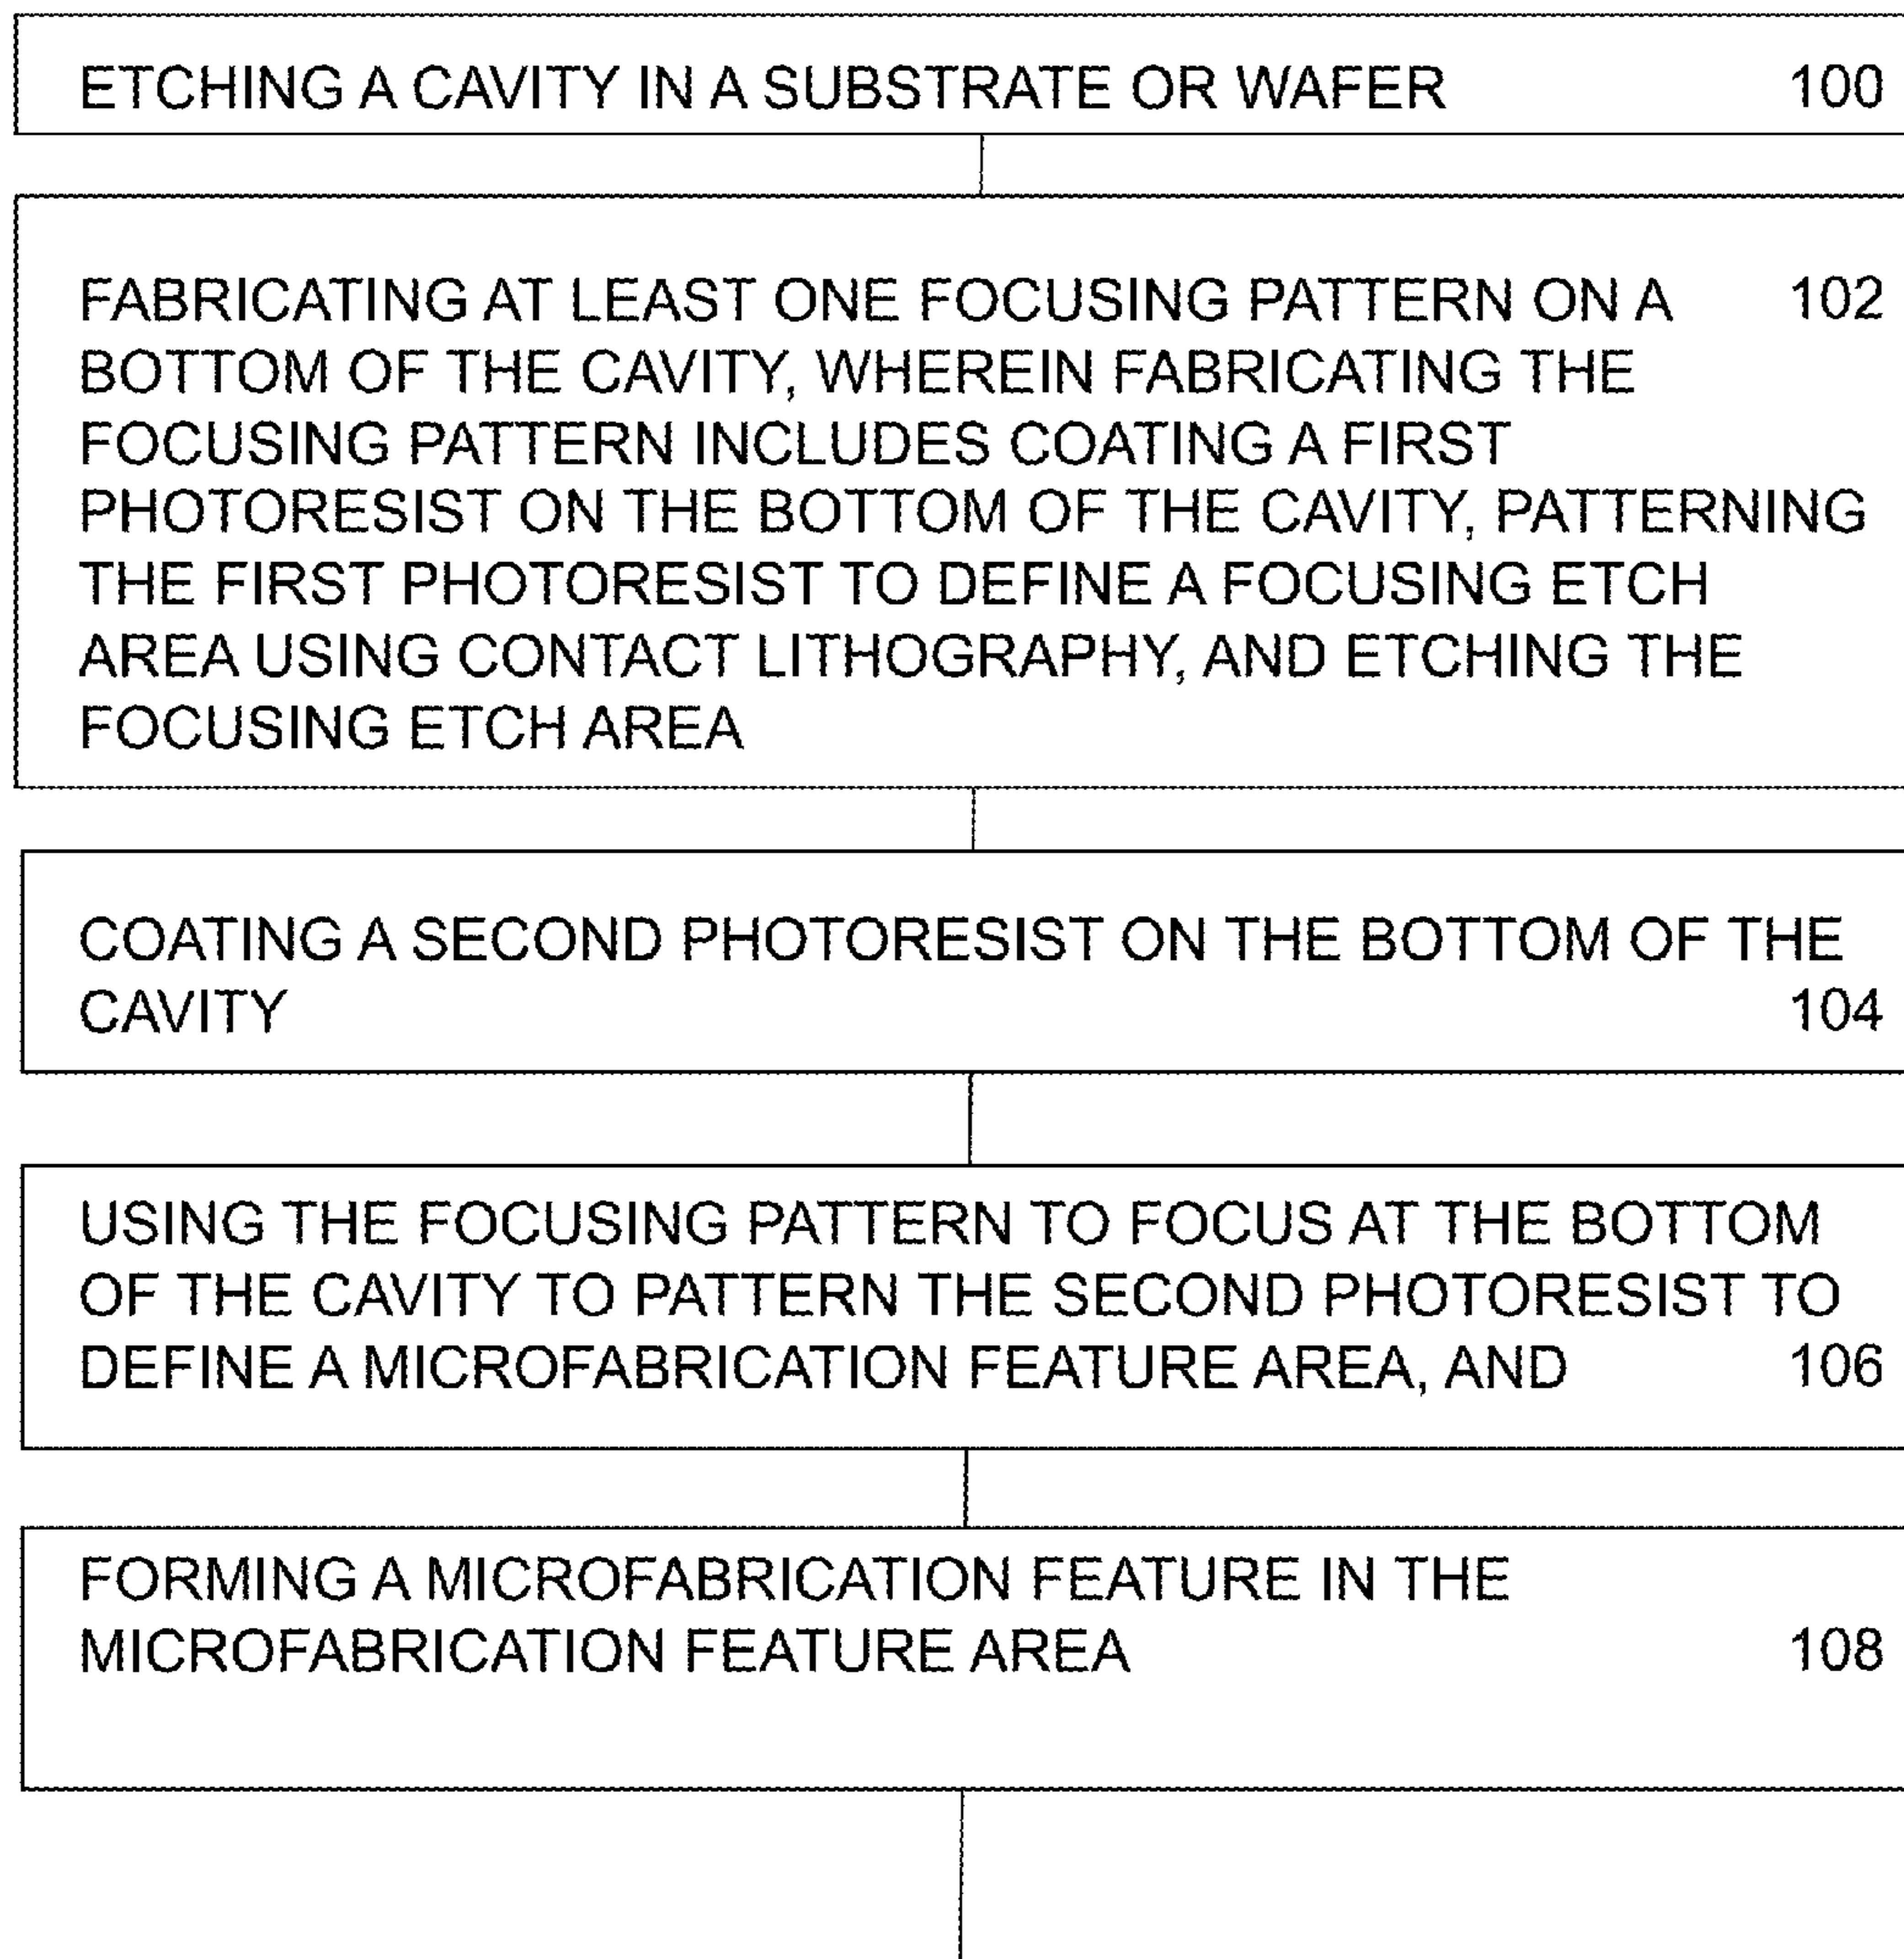 ETCHING A CAVITY IN A SUBSTRATE OR WAFER 100
FABRICATING AT LEAST ONE FOCUSING PATTERN ON A 102
BOTTOM OF THE CAVITY, WHEREIN FABRICATING THE
FOCUSING PATTERN INCLUDES COATING A FIRST
PHOTORESIST ON THE BOTTOM OF THE CAVITY, PATTERNING
THE FIRST PHOTORESIST TO DEFINE A FOCUSING ETCH
AREA USING CONTACT LITHOGRAPHY, AND ETCHING THE
FOCUSING ETCH AREA
COATING A SECOND PHOTORESIST ON THE BOTTOM OF THE
CAVITY 104
USING THE FOCUSING PATTERN TO FOCUS AT THE BOTTOM
OF THE CAVITY TO PATTERN THE SECOND PHOTORESIST TO
DEFINE A MICROFABRICATION FEATURE AREA, AND 106
FORMING A MICROFABRICATION FEATURE IN THE
MICROFABRICATION FEATURE AREA 108